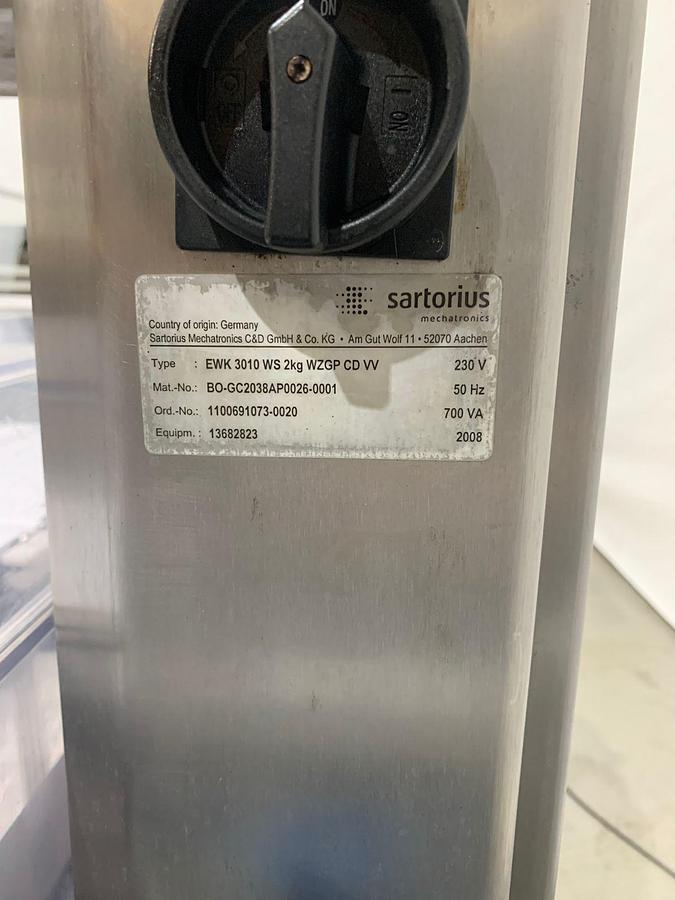 ON
I ON
sartorius
mechatronics
Country of origin: Germany
Sartorius Mechatronics C&D GmbH & Co. KG • Am Gut Wolf 11 • 52070 Aachen
Type : EWK 3010 WS 2kg WZGP CD VV 230 V
Mat.-No.: BO-GC2038AP0026-0001 50 Hz
Ord.-No.: 1100691073-0020 700 VA
Equipm.: 13682823 2008